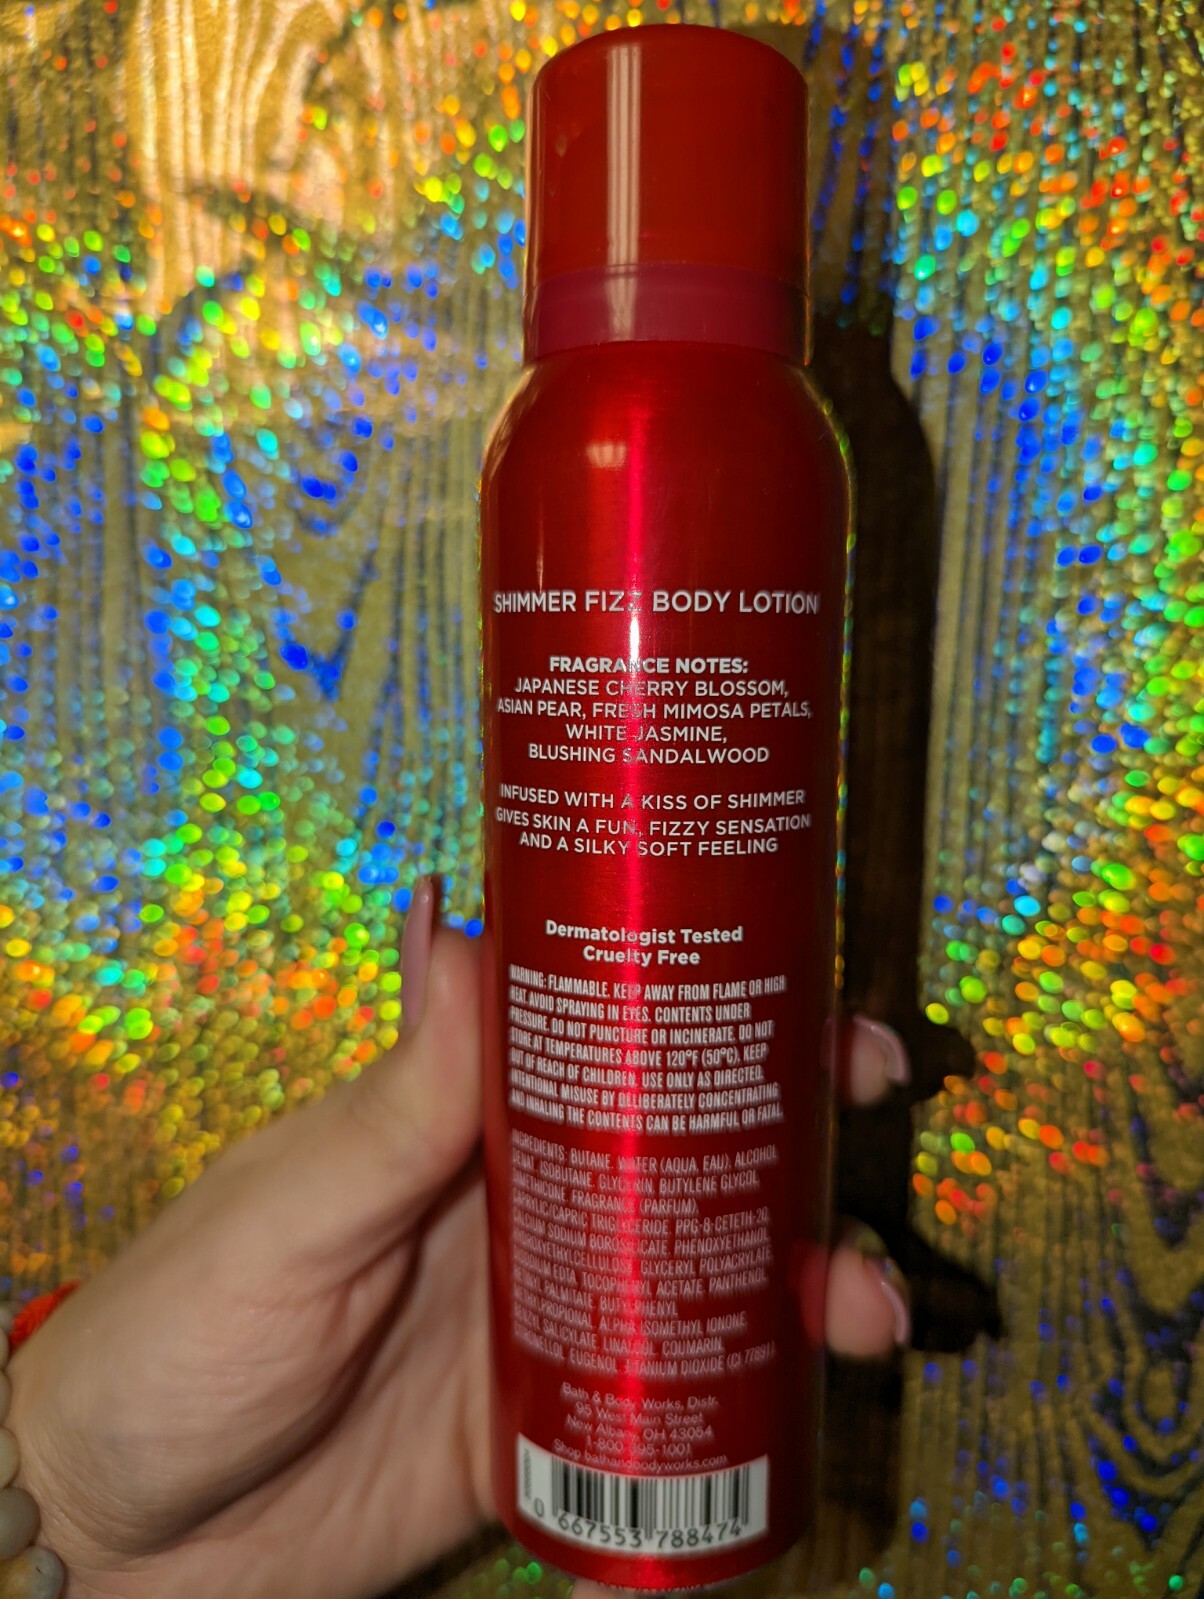 SHIMMER FIZZ BODY LOTION
FRAGRANCE NOTES:
JAPANESE CHERRY BLOSSOM,
ASIAN PEAR, FRESH MIMOSA PETALS,
WHITE JASMINE,
BLUSHING SANDALWOOD
INFUSED WITH A KISS OF SHIMMER
GIVES SKIN A FUN, FIZZY SENSATION
AND A SILKY SOFT FEELING
Dermatologist Tested
Cruelty Free
WARNING: FLAMMABLE. KEEP AWAY FROM FLAME OR HIGH
HEAT. AVOID SPRAYING IN EYES. CONTENTS UNDER
PRESSURE. DO NOT PUNCTURE OR INCINERATE. DO NOT
STORE AT TEMPERATURES ABOVE 120°F (50°C). KEEP
OUT OF REACH OF CHILDREN. USE ONLY AS DIRECTED.
INTENTIONAL MISUSE BY DELIBERATELY CONCENTRATING
AND INHALING THE CONTENTS CAN BE HARMFUL OR FATAL.
INGREDIENTS: BUTANE, WATER (AQUA, EAU), ALCOHOL
DENAT, ISOBUTANE, GLYCERIN, BUTYLENE GLYCOL,
DIMETHICONE, FRAGRANCE (PARFUM),
CAPRYLIC/CAPRIC TRIGLYCERIDE, PPG-8-CETETH-20,
CALCIUM SODIUM BOROSILICATE, PHENOXYETHANOL,
HYDROXYETHYLCELLULOSE, GLYCERYL POLYACRYLATE,
DISODIUM EDTA, TOCOPHERYL ACETATE, PANTHENOL,
RETINYL PALMITATE, BUTYLPHENYL
METHYLPROPIONAL, ALPHA-ISOMETHYL IONONE,
BENZYL SALICYLATE, LINALOOL, COUMARIN,
CITRONELLOL, EUGENOL, TITANIUM DIOXIDE (CI 77891)
Bath & Body Works, Distr.
95 West Main Street
New Albany, OH 43054
1-800-395-1001
Shop bathandbodyworks.com
0 667553 788474